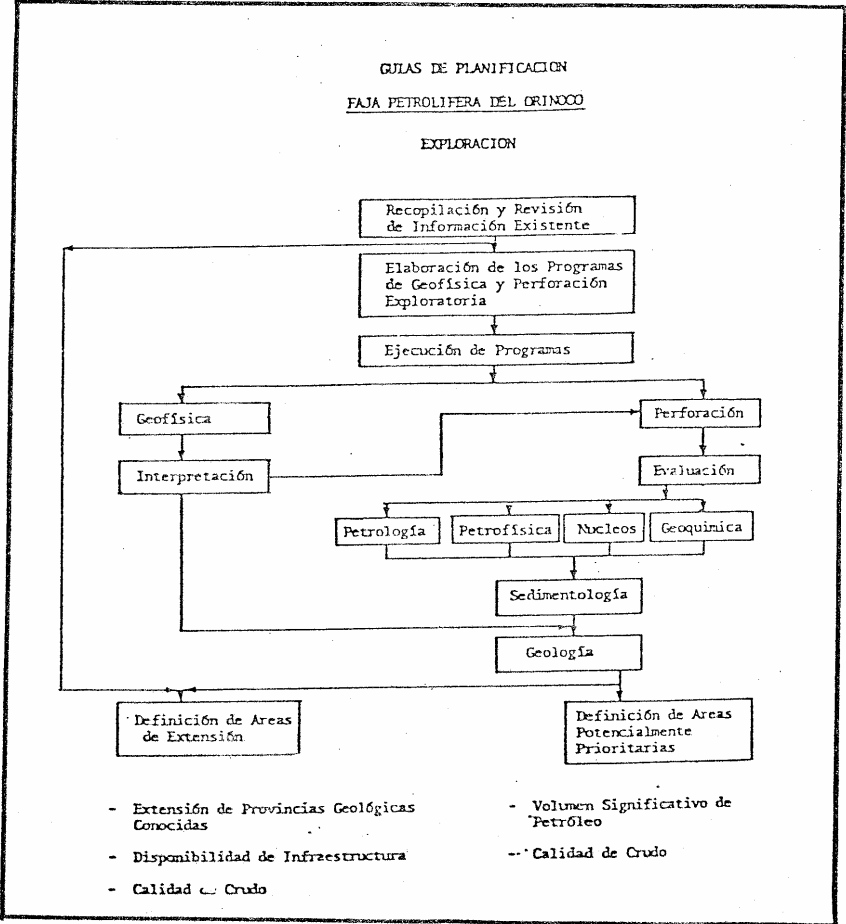 GUIAS DE PLANIFICACION
FAJA PETROLIFERA DEL ORINOCO
EXPLORACION
Recopilación y Revisión
de Información Existente
Elaboración de los Programas
de Geofísica y Perforación
Exploratoria
Ejecución de Programas
Geofísica
Perforación
Interpretación
Evaluación
Petrología
Petrofísica
Nucleos
Geoquimica
Sedimentología
Geología
Definición de Areas
de Extensión
Definición de Areas
Potencialmente
Prioritarias
- Extensión de Provincias Geológicas
Conocidas
- Disponibilidad de Infraestructura
- Calidad Crudo
- Volumen Significativo de
Petróleo
- Calidad de Crudo